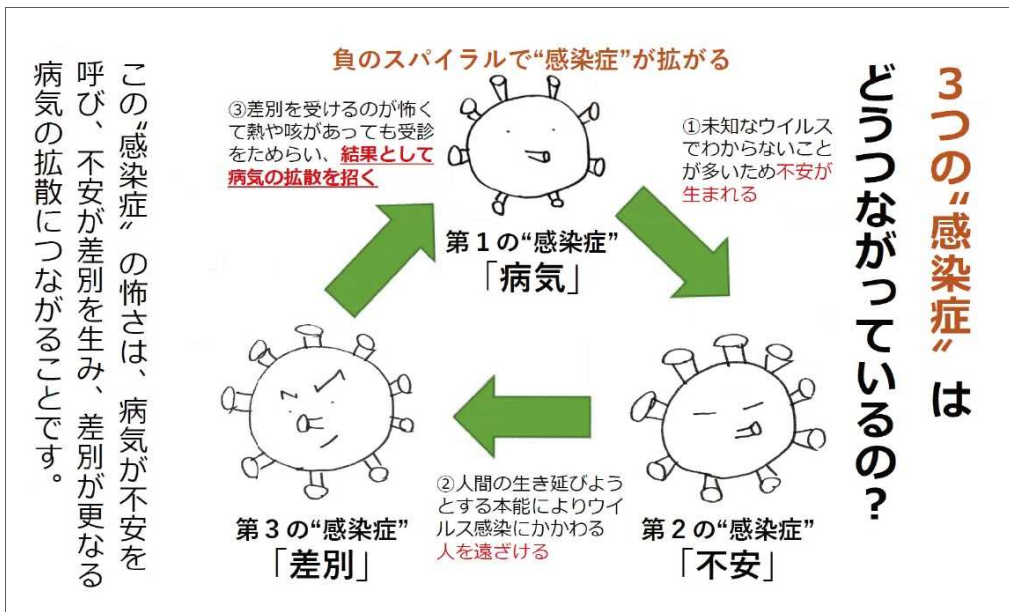 3つの“感染症”は
どうつながっているの?
負のスパイラルで“感染症”が拡がる
第1の“感染症”
「病気」
①未知なウイルス
でわからないこと
が多いため不安が
生まれる
第2の“感染症”
「不安」
②人間の生き延びよう
とする本能によりウイ
ルス感染にかかわる
人を遠ざける
第3の“感染症”
「差別」
③差別を受けるのが怖く
て熱や咳があっても受診
をためらい、結果として
病気の拡散を招く
この“感染症”の怖さは、病気が不安を
呼び、不安が差別を生み、差別が更なる
病気の拡散につながることです。